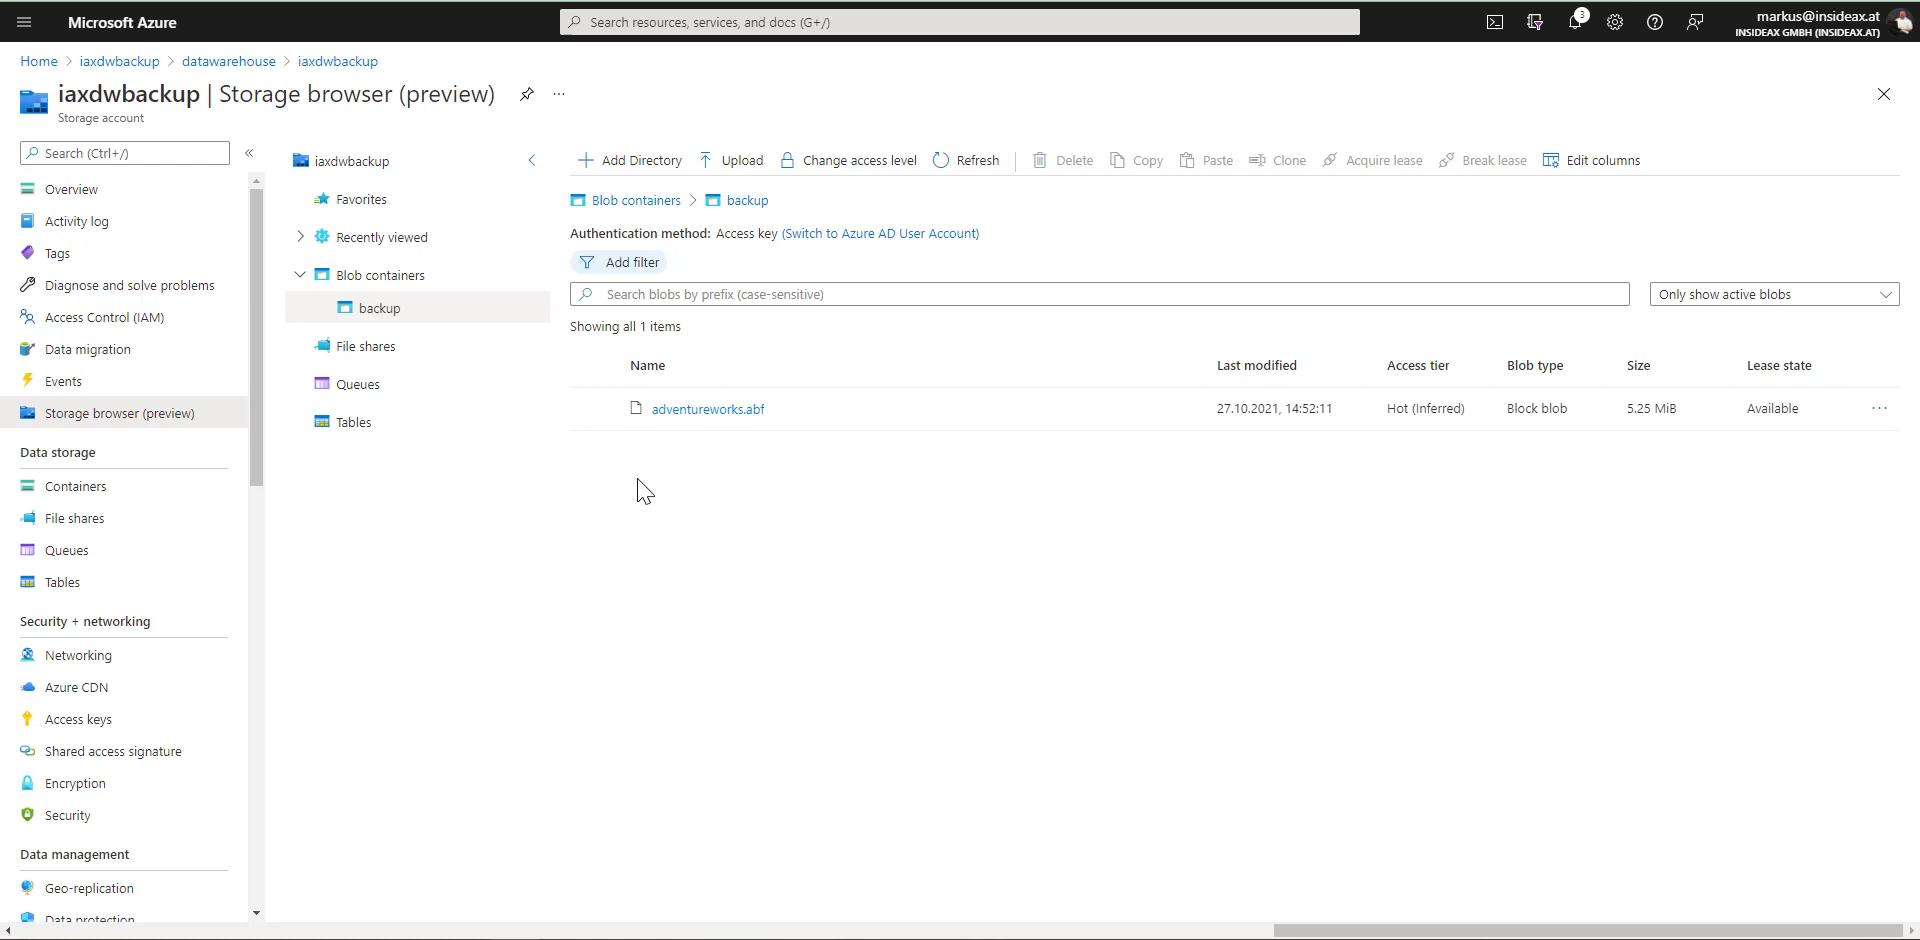 Microsoft Azure
Search resources, services, and docs (G+/)
3
markus@insideax.at
INSIDEAX GMBH (INSIDEAX.AT)
Home > iaxdwbackup > datawarehouse > iaxdwbackup
iaxdwbackup | Storage browser (preview)
Storage account
Search (Ctrl+/)
Overview
Activity log
Tags
Diagnose and solve problems
Access Control (IAM)
Data migration
Events
Storage browser (preview)
Data storage
Containers
File shares
Queues
Tables
Security + networking
Networking
Azure CDN
Access keys
Shared access signature
Encryption
Security
Data management
Geo-replication
Data protection
iaxdwbackup
Favorites
Recently viewed
Blob containers
backup
File shares
Queues
Tables
Add Directory Upload Change access level Refresh Delete Copy Paste Clone Acquire lease Break lease Edit columns
Blob containers > backup
Authentication method: Access key (Switch to Azure AD User Account)
Add filter
Search blobs by prefix (case-sensitive) Only show active blobs
Showing all 1 items
Name Last modified Access tier Blob type Size Lease state
adventureworks.abf 27.10.2021, 14:52:11 Hot (Inferred) Block blob 5.25 MiB Available